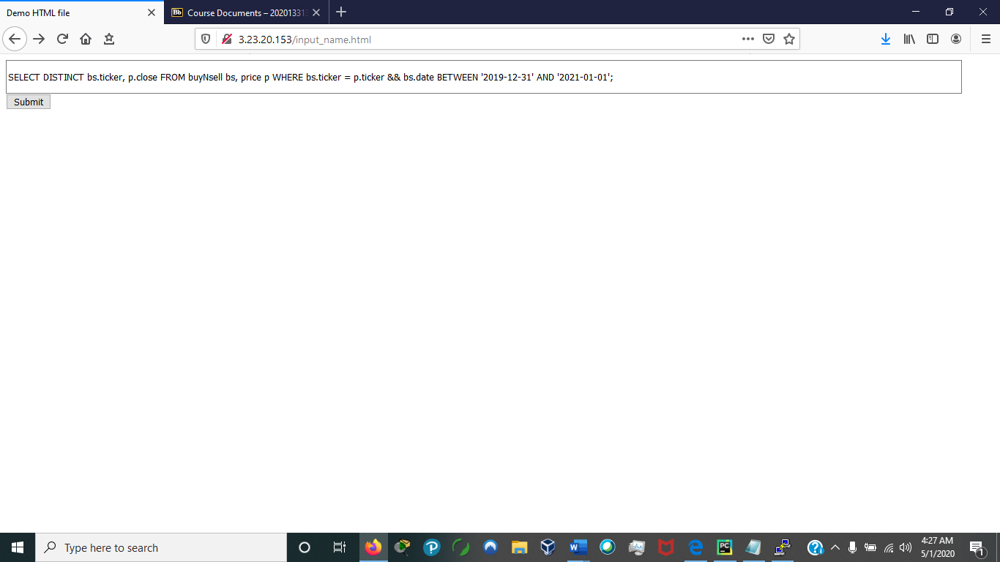 Demo HTML file
Course Documents – 20201331
3.23.20.153/input_name.html
SELECT DISTINCT bs.ticker, p.close FROM buyNsell bs, price p WHERE bs.ticker = p.ticker && bs.date BETWEEN '2019-12-31' AND '2021-01-01';
Submit
Type here to search
4:27 AM
5/1/2020